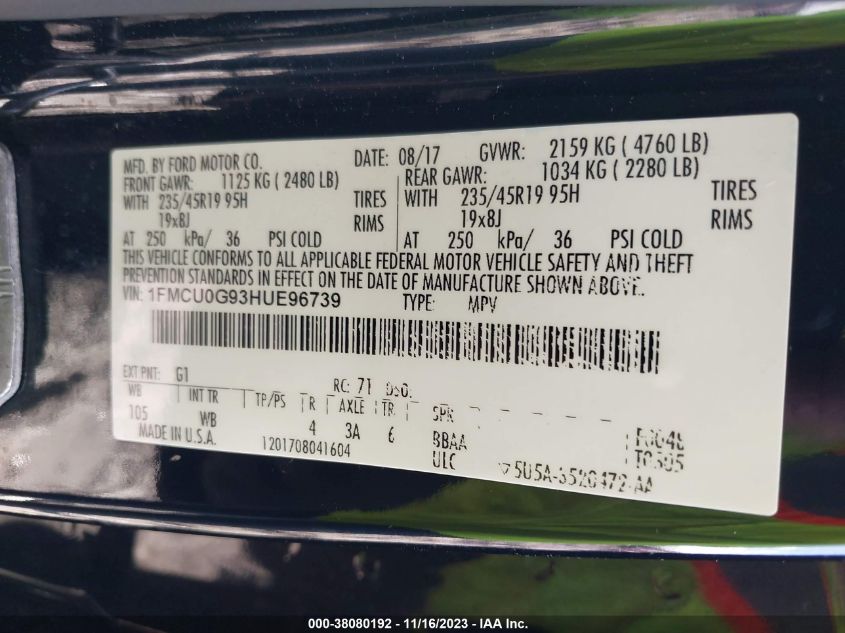 MFD. BY FORD MOTOR CO. DATE: 08/17 GVWR: 2159 KG ( 4760 LB)
FRONT GAWR: 1125 KG ( 2480 LB) REAR GAWR: 1034 KG ( 2280 LB)
WITH 235/45R19 95H TIRES WITH 235/45R19 95H TIRES
19x8J RIMS 19x8J RIMS
AT 250 kPa/ 36 PSI COLD AT 250 kPa/ 36 PSI COLD
THIS VEHICLE CONFORMS TO ALL APPLICABLE FEDERAL MOTOR VEHICLE SAFETY AND THEFT
PREVENTION STANDARDS IN EFFECT ON THE DATE OF MANUFACTURE SHOWN ABOVE.
VIN: 1FMCU0G93HUE96739 TYPE: MPV
EXT PNT: G1 RC: 71 DSO:
WB INT TR TP/PS R AXLE TR SPR
105 WB 4 3A 6 BBAA
MADE IN U.S.A. 1201708041604 ULC
000-38080192 - 11/16/2023 - IAA Inc.